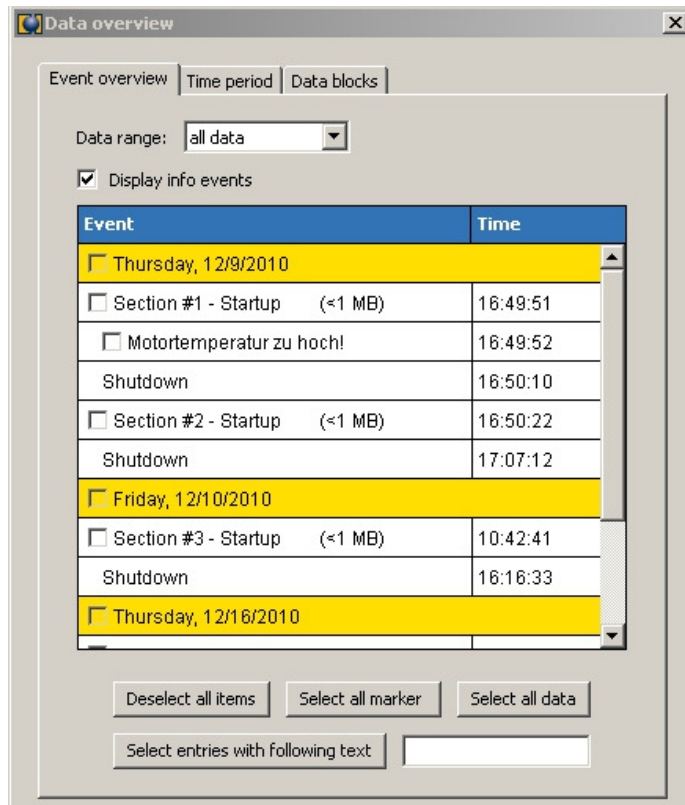 Data overview
Event overview Time period Data blocks
Data range: all data
Display info events
Event Time
Thursday, 12/9/2010
Section #1 - Startup (<1 MB) 16:49:51
Motortemperatur zu hoch! 16:49:52
Shutdown 16:50:10
Section #2 - Startup (<1 MB) 16:50:22
Shutdown 17:07:12
Friday, 12/10/2010
Section #3 - Startup (<1 MB) 10:42:41
Shutdown 16:16:33
Thursday, 12/16/2010
Deselect all items Select all marker Select all data
Select entries with following text